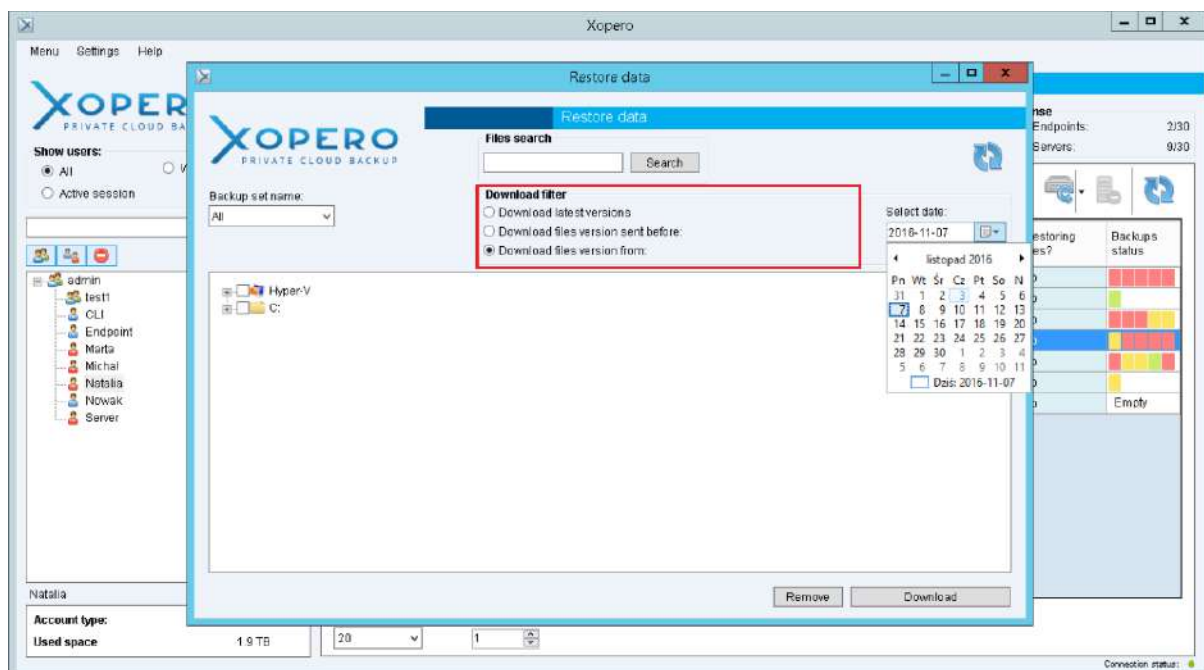 Xopero
Menu Settings Help
XOPER
PRIVATE CLOUD BA
Show users:
All
Active session
admin
test1
CLI
Endpoint
Marta
Michal
Natalia
Nowak
Server
Natalia
Account type:
Used space 1.9 TB
Restore data
Restore data
XOPERO
PRIVATE CLOUD BACKUP
Files search
Search
Backup set name:
All
Download filter
Download latest versions
Download files version sent before:
Download files version from:
Select date:
2016-11-07
listopad 2016
Pn Wt Śr Cz Pt So N
31 1 2 3 4 5 6
7 8 9 10 11 12 13
14 15 16 17 18 19 20
21 22 23 24 25 26 27
28 29 30 1 2 3 4
5 6 7 8 9 10 11
Dziś: 2016-11-07
Hyper-V
C:
Remove Download
nse
Endpoints: 2/30
Servers: 9/30
estoring
es?
Backups
status
Empty
20 1
Connection status: